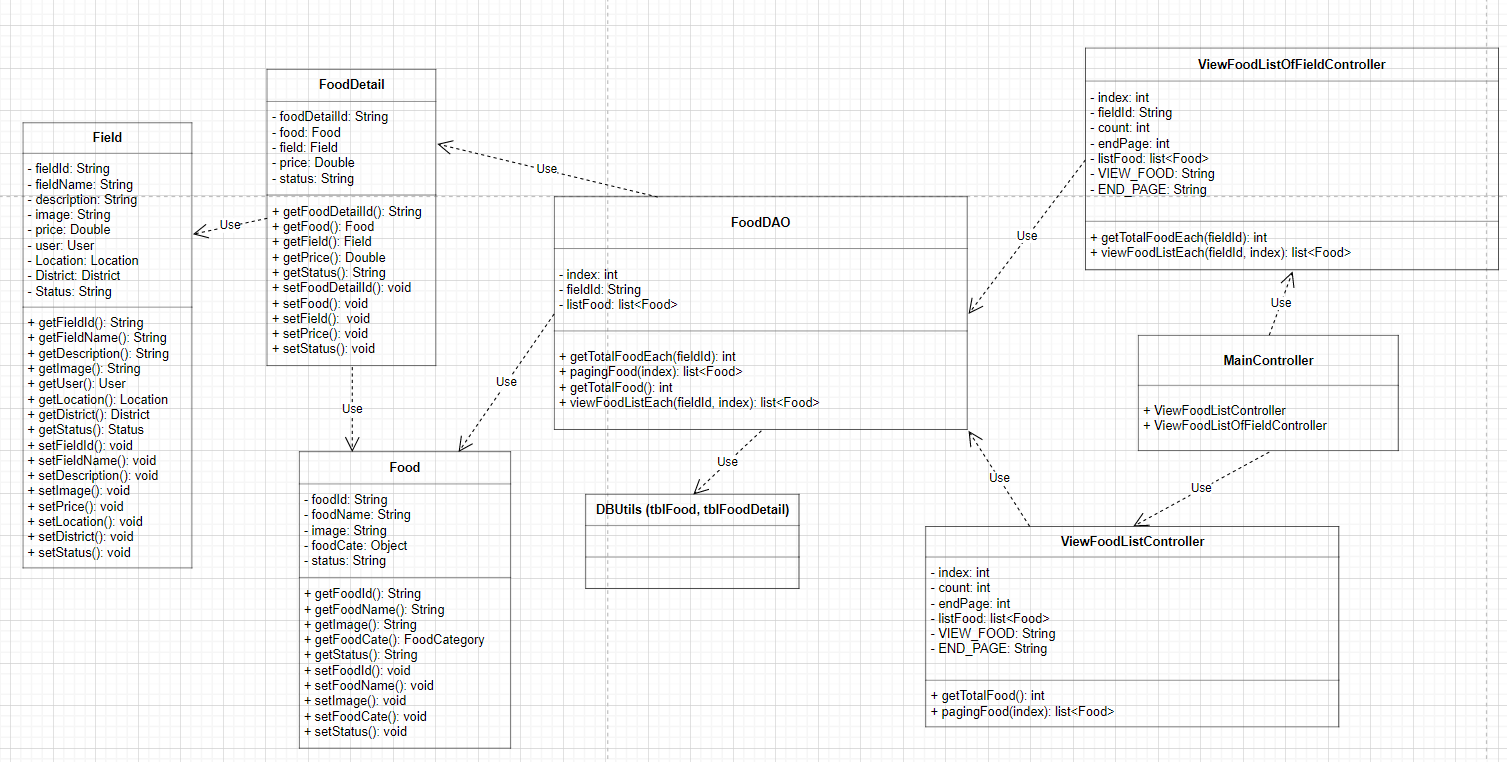 Field
- fieldId: String
- fieldName: String
- description: String
- image: String
- price: Double
- user: User
- Location: Location
- District: District
- Status: String
+ getFieldId(): String
+ getFieldName(): String
+ getDescription(): String
+ getImage(): String
+ getUser(): User
+ getLocation(): Location
+ getDistrict(): District
+ getStatus(): Status
+ setFieldId(): void
+ setFieldName(): void
+ setDescription(): void
+ setImage(): void
+ setPrice(): void
+ setLocation(): void
+ setDistrict(): void
+ setStatus(): void
Use
FoodDetail
- foodDetailId: String
- food: Food
- field: Field
- price: Double
- status: String
+ getFoodDetailId(): String
+ getFood(): Food
+ getField(): Field
+ getPrice(): Double
+ getStatus(): String
+ setFoodDetailId(): void
+ setFood(): void
+ setField(): void
+ setPrice(): void
+ setStatus(): void
Use
Food
- foodId: String
- foodName: String
- image: String
- foodCate: Object
- status: String
+ getFoodId(): String
+ getFoodName(): String
+ getImage(): String
+ getFoodCate(): FoodCategory
+ getStatus(): String
+ setFoodId(): void
+ setFoodName(): void
+ setImage(): void
+ setFoodCate(): void
+ setStatus(): void
Use
Use
FoodDAO
- index: int
- fieldId: String
- listFood: list<Food>
+ getTotalFoodEach(fieldId): int
+ pagingFood(index): list<Food>
+ getTotalFood(): int
+ viewFoodListEach(fieldId, index): list<Food>
Use
DBUtils (tblFood, tblFoodDetail)
Use
Use
ViewFoodListOfFieldController
- index: int
- fieldId: String
- count: int
- endPage: int
- listFood: list<Food>
- VIEW_FOOD: String
- END_PAGE: String
+ getTotalFoodEach(fieldId): int
+ viewFoodListEach(fieldId, index): list<Food>
Use
MainController
+ ViewFoodListController
+ ViewFoodListOfFieldController
Use
ViewFoodListController
- index: int
- count: int
- endPage: int
- listFood: list<Food>
- VIEW_FOOD: String
- END_PAGE: String
+ getTotalFood(): int
+ pagingFood(index): list<Food>